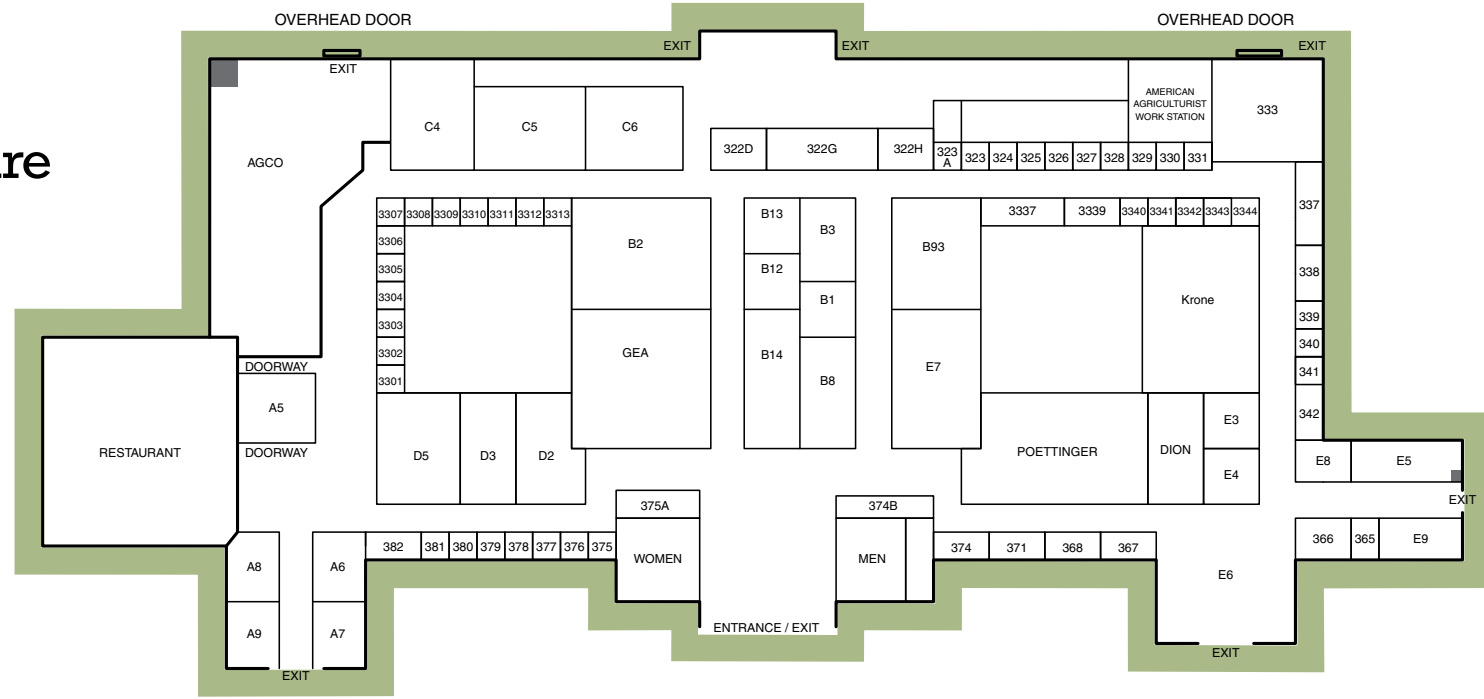 OVERHEAD DOOR
OVERHEAD DOOR
EXIT
EXIT
EXIT
EXIT
AMERICAN
AGRICULTURIST
WORK STATION
333
C4
C5
C6
322D
322G
322H
323
A
323
324
325
326
327
328
329
330
331
AGCO
3307
3308
3309
3310
3311
3312
3313
3306
3305
3304
3303
3302
3301
B2
GEA
B13
B3
B12
B1
B14
B8
B93
E7
3337
3339
3340
3341
3342
3343
3344
Krone
337
338
339
340
341
342
DOORWAY
A5
DOORWAY
RESTAURANT
D5
D3
D2
POETTINGER
DION
E3
E4
E8
E5
EXIT
375A
374B
382
381
380
379
378
377
376
375
WOMEN
MEN
374
371
368
367
366
365
E9
E6
A8
A6
A9
A7
ENTRANCE / EXIT
EXIT
EXIT